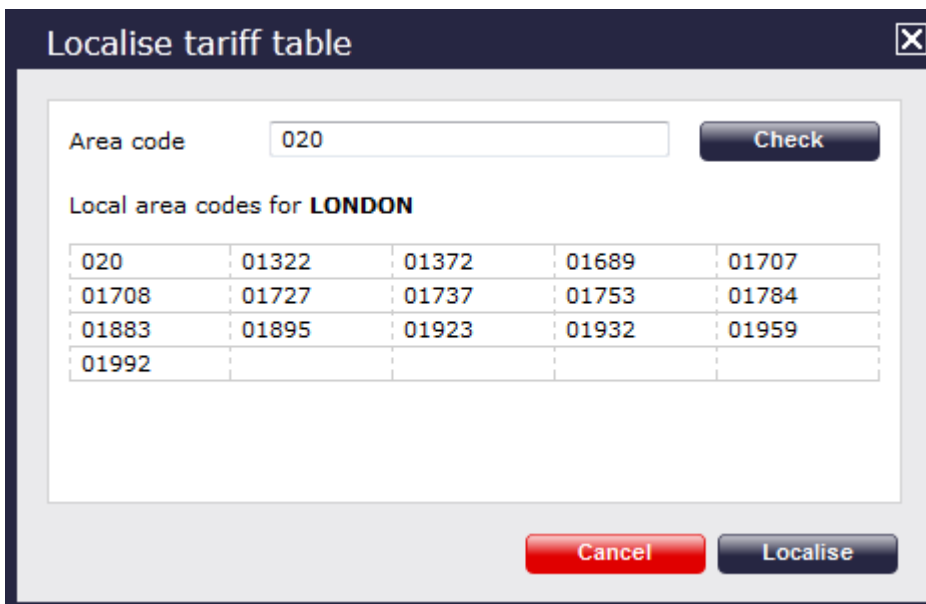 Localise tariff table
Area code 020 Check
Local area codes for LONDON
020 01322 01372 01689 01707
01708 01727 01737 01753 01784
01883 01895 01923 01932 01959
01992
Cancel Localise